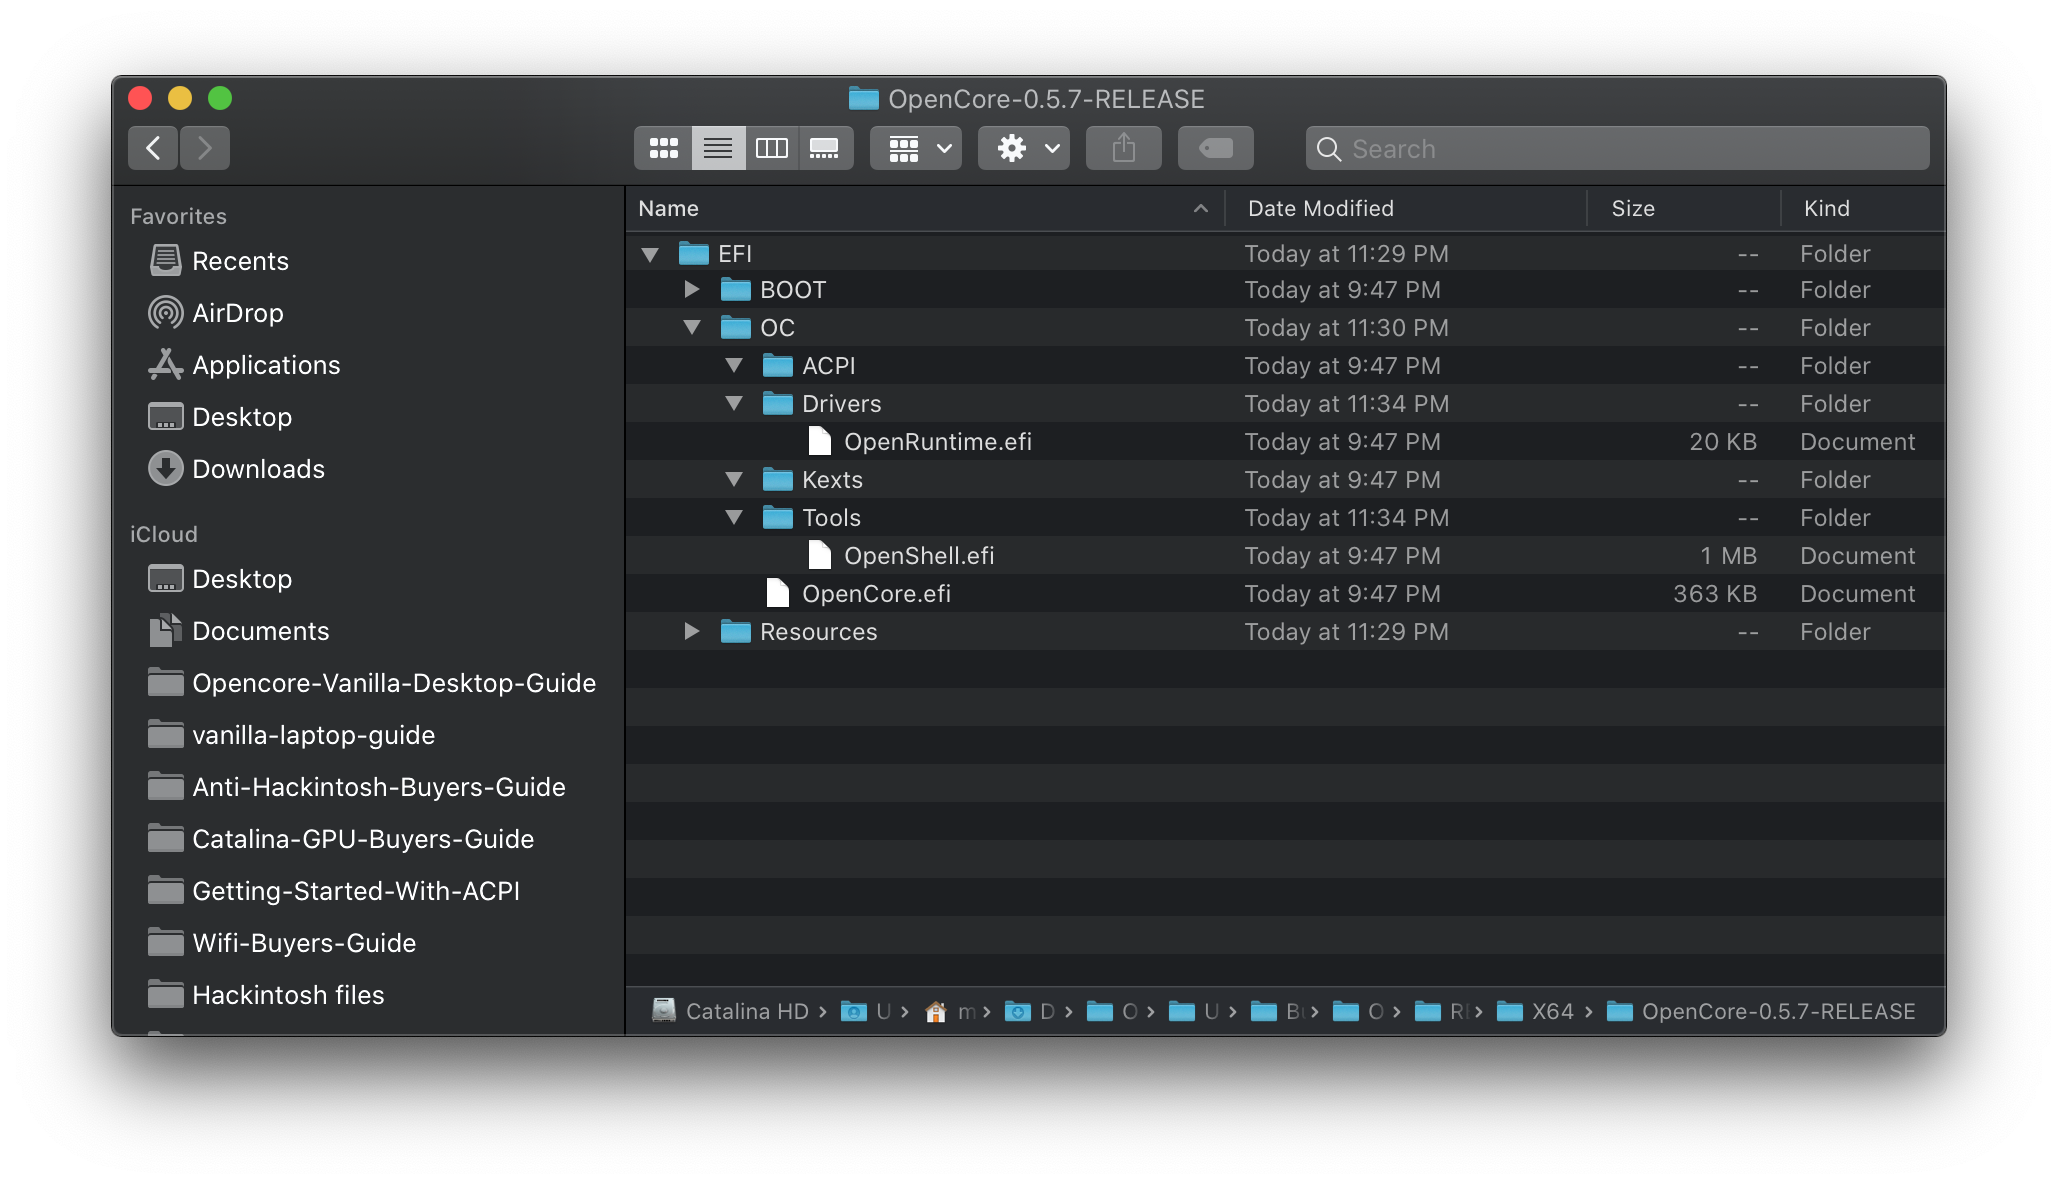 OpenCore-0.5.7-RELEASE
Search
Favorites
Recents
AirDrop
Applications
Desktop
Downloads
iCloud
Desktop
Documents
Opencore-Vanilla-Desktop-Guide
vanilla-laptop-guide
Anti-Hackintosh-Buyers-Guide
Catalina-GPU-Buyers-Guide
Getting-Started-With-ACPI
Wifi-Buyers-Guide
Hackintosh files
Name Date Modified Size Kind
EFI Today at 11:29 PM -- Folder
BOOT Today at 9:47 PM -- Folder
OC Today at 11:30 PM -- Folder
ACPI Today at 9:47 PM -- Folder
Drivers Today at 11:34 PM -- Folder
OpenRuntime.efi Today at 9:47 PM 20 KB Document
Kexts Today at 9:47 PM -- Folder
Tools Today at 11:34 PM -- Folder
OpenShell.efi Today at 9:47 PM 1 MB Document
OpenCore.efi Today at 9:47 PM 363 KB Document
Resources Today at 11:29 PM -- Folder
Catalina HD › U › m › D › O › U › B › O › R › X64 › OpenCore-0.5.7-RELEASE